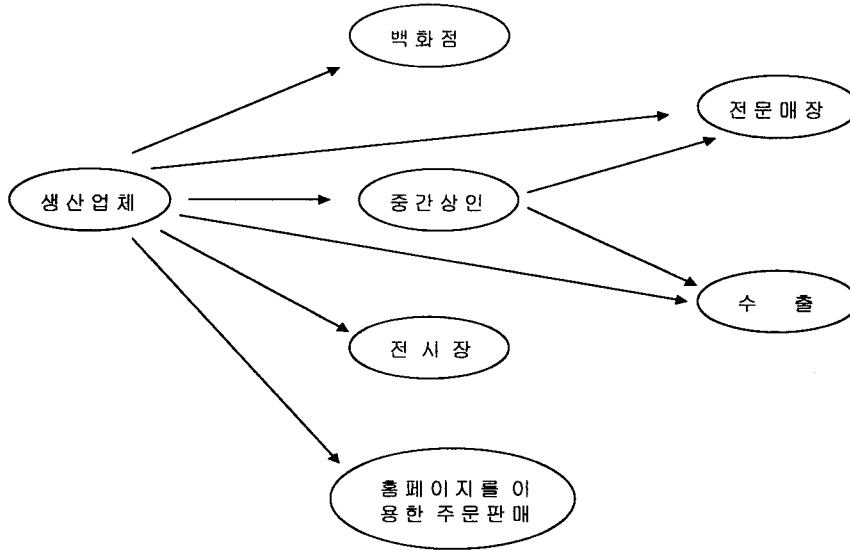 백화점
전문매장
생산업체
중간상인
수 출
전 시 장
홈페이지를 이
용한 주문판매